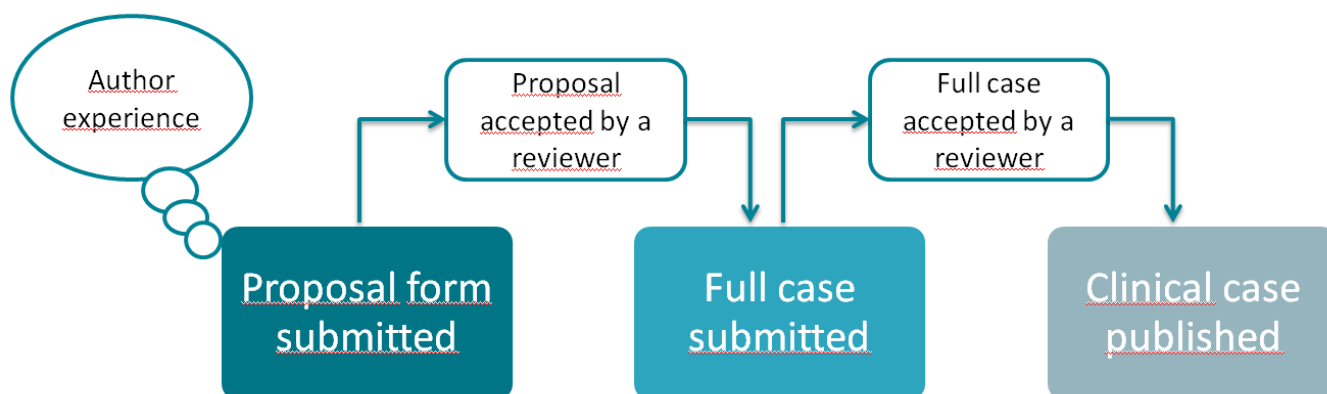 Author
experience
Proposal
accepted by a
reviewer
Full case
accepted by a
reviewer
Proposal form
submitted
Full case
submitted
Clinical case
published